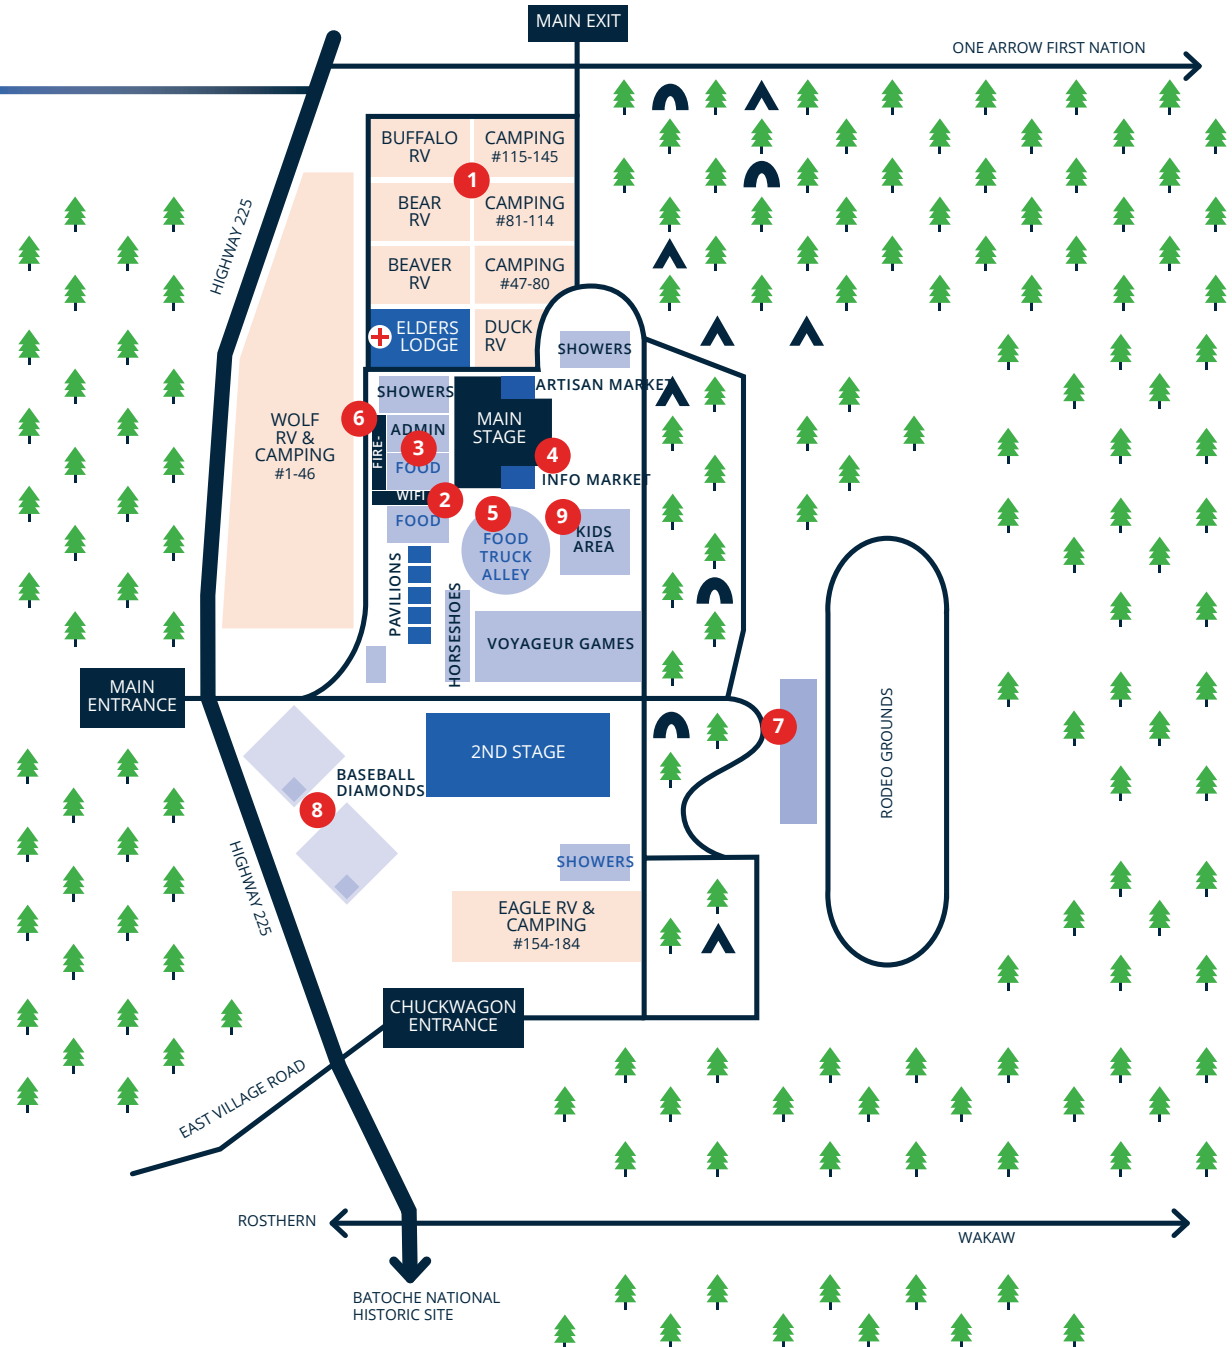 MAIN EXIT
ONE ARROW FIRST NATION
BUFFALO
RV
CAMPING
#115-145
1
BEAR
RV
CAMPING
#81-114
HIGHWAY 225
BEAVER
RV
CAMPING
#47-80
ELDERS
LODGE
DUCK
RV
SHOWERS
SHOWERS
ARTISAN MARKET
WOLF
RV &
CAMPING
#1-46
6
FIRE-
ADMIN
3
FOOD
MAIN
STAGE
4
INFO MARKET
WIFI
2
FOOD
5
FOOD
TRUCK
ALLEY
9
KIDS
AREA
PAVILIONS
HORSESHOES
VOYAGEUR GAMES
MAIN
ENTRANCE
7
RODEO GROUNDS
2ND STAGE
BASEBALL
DIAMONDS
8
HIGHWAY 225
SHOWERS
EAGLE RV &
CAMPING
#154-184
CHUCKWAGON
ENTRANCE
EAST VILLAGE ROAD
ROSTHERN
WAKAW
BATOCHE NATIONAL
HISTORIC SITE